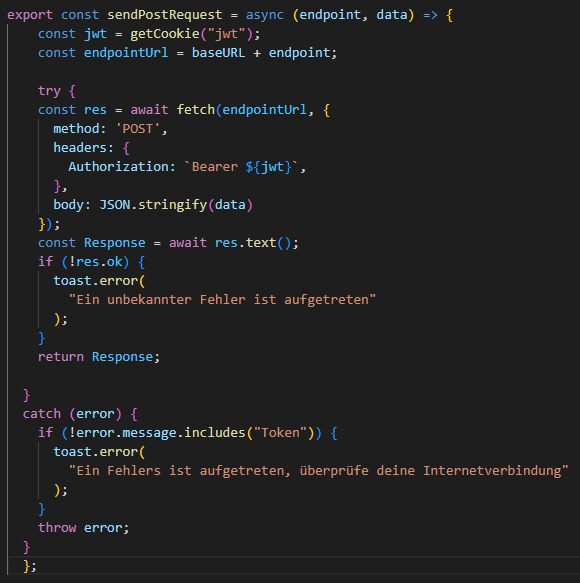 export const sendPostRequest = async (endpoint, data) => {
const jwt = getCookie("jwt");
const endpointUrl = baseURL + endpoint;
try {
const res = await fetch(endpointUrl, {
method: 'POST',
headers: {
Authorization: `Bearer ${jwt}`,
},
body: JSON.stringify(data)
});
const Response = await res.text();
if (!res.ok) {
toast.error(
"Ein unbekannter Fehler ist aufgetreten"
);
}
return Response;
}
catch (error) {
if (!error.message.includes("Token")) {
toast.error(
"Ein Fehlers ist aufgetreten, überprüfe deine Internetverbindung"
);
}
throw error;
}
};